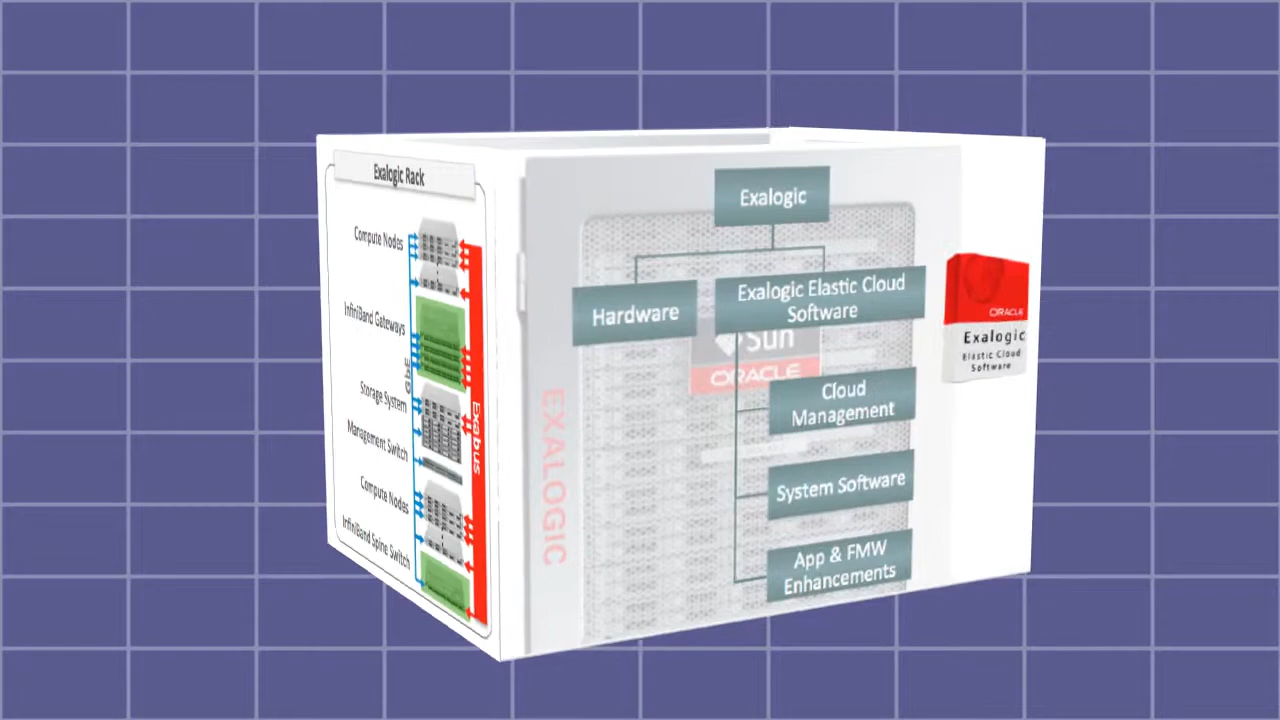 Exalogic Rack
Compute Nodes
InfiniBand Gateways
GbE
Storage System
Management Switch
Compute Nodes
InfiniBand Spine Switch
Exabus
Exalogic
Hardware
Exalogic Elastic Cloud
Software
Sun
ORACLE
Cloud
Management
System Software
App & FMW
Enhancements
EXALOGIC
ORACLE
Exalogic
Elastic Cloud
Software